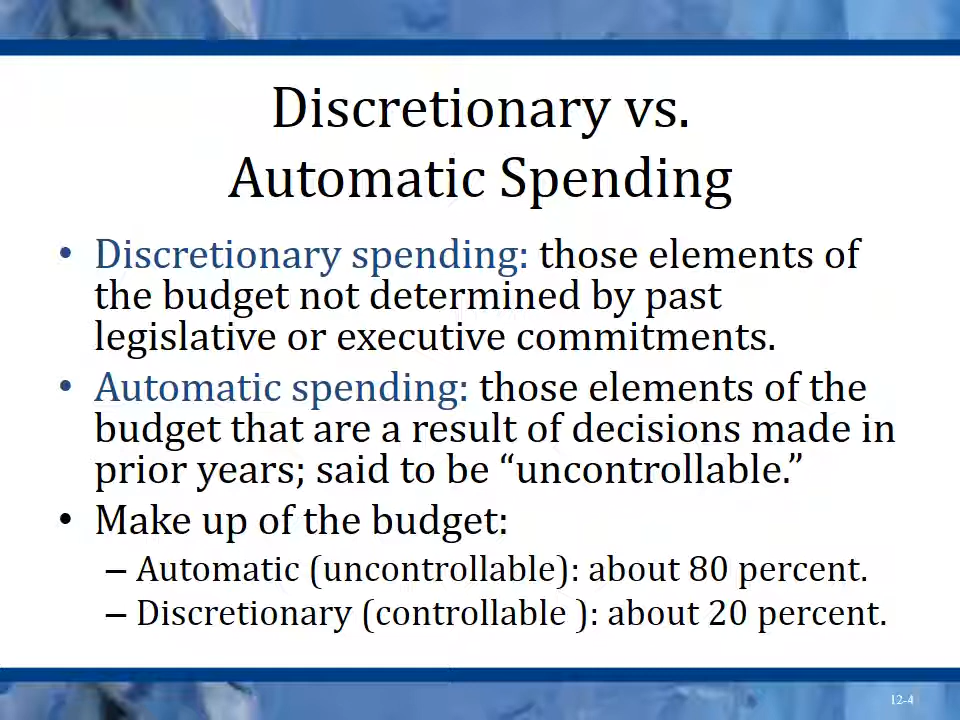 Discretionary vs.
Automatic Spending
• Discretionary spending: those elements of
the budget not determined by past
legislative or executive commitments.
• Automatic spending: those elements of the
budget that are a result of decisions made in
prior years; said to be “uncontrollable.”
• Make up of the budget:
– Automatic (uncontrollable): about 80 percent.
– Discretionary (controllable ): about 20 percent.
12-4